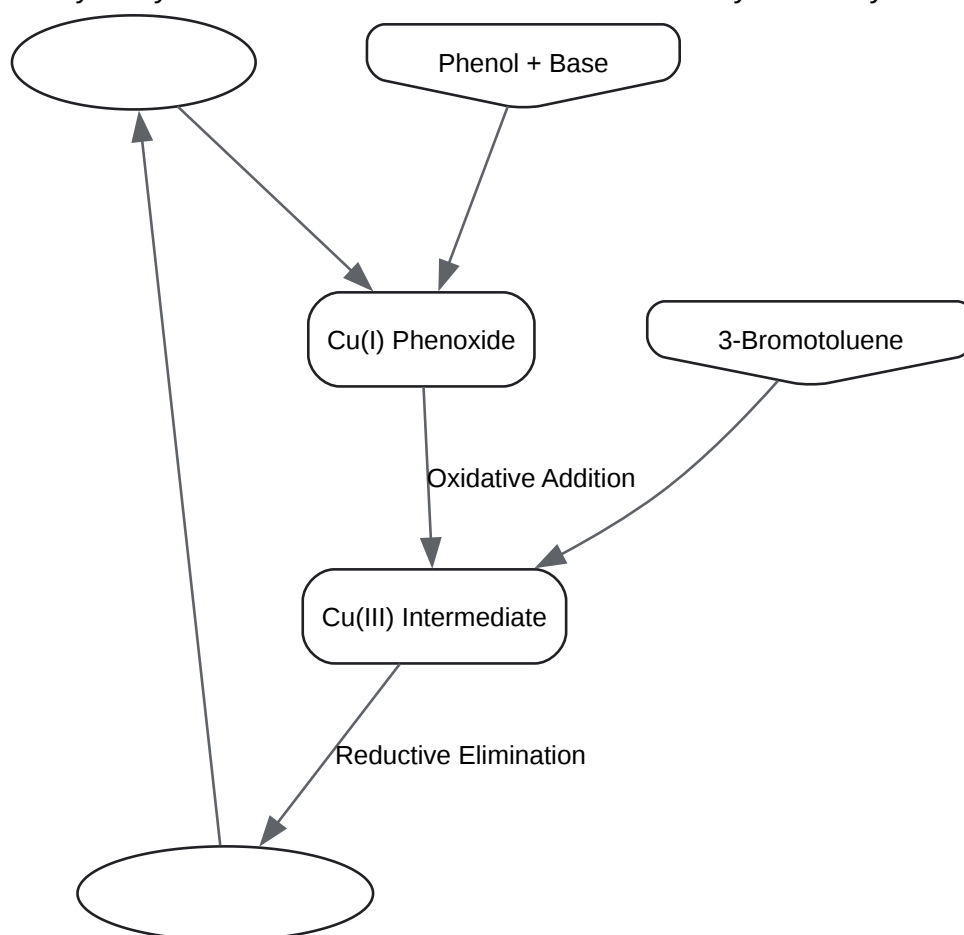 Phenol + Base
Cu(I) Phenoxide
3-Bromotoluene
Oxidative Addition
Cu(III) Intermediate
Reductive Elimination